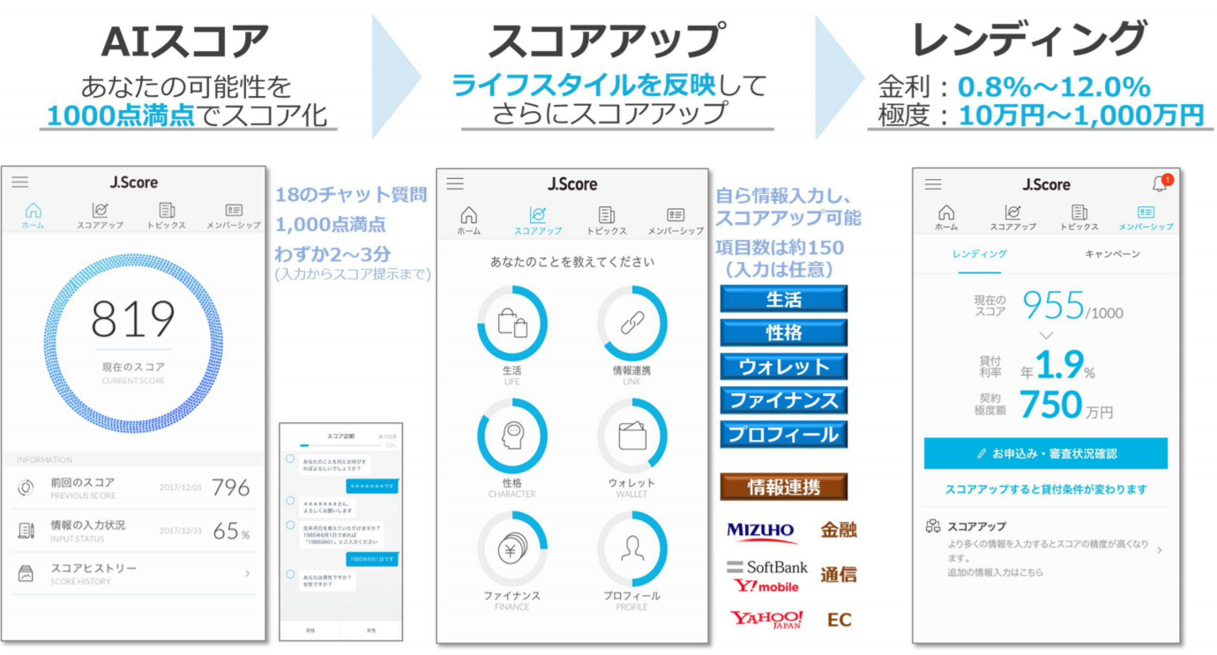 AIスコア
あなたの可能性を
1000点満点でスコア化
スコアアップ
ライフスタイルを反映して
さらにスコアアップ
レンディング
金利：0.8%～12.0%
極度：10万円～1,000万円
J.Score
ホーム
スコアアップ
トピックス
メンバーシップ
819
現在のスコア
CURRENT SCORE
INFORMATION
前回のスコア
PREVIOUS SCORE
2017/12/01
796
情報の入力状況
INPUT STATUS
2017/12/31
65%
スコアヒストリー
SCORE HISTORY
18のチャット質問
1,000点満点
わずか2～3分
(入力からスコア提示まで)
スコア診断
あなたのことを何とお呼びす
ればよろしいでしょうか？
*******です
*******さん、
よろしくお願いします
生年月日を教えていただけますか？
1985年6月1日であれば
「19850601」とご入力ください
1985年6月1日です
あなたは男性ですか？
女性ですか？
男性
女性
J.Score
ホーム
スコアアップ
トピックス
メンバーシップ
あなたのことを教えてください
生活
LIFE
情報連携
LINK
性格
CHARACTER
ウォレット
WALLET
ファイナンス
FINANCE
プロフィール
PROFILE
自ら情報入力し、
スコアアップ可能
項目数は約150
（入力は任意）
生活
性格
ウォレット
ファイナンス
プロフィール
情報連携
MIZUHO
金融
SoftBank
Y!mobile
通信
YAHOO!
JAPAN
EC
J.Score
1
ホーム
スコアアップ
トピックス
メンバーシップ
レンディング
キャンペーン
現在の
スコア
955/1000
貸付
利率
年1.9%
契約
極度額
750万円
お申込み・審査状況確認
スコアアップすると貸付条件が変わります
スコアアップ
より多くの情報を入力するとスコアの精度が高くなり
ます。
追加の情報入力はこちら